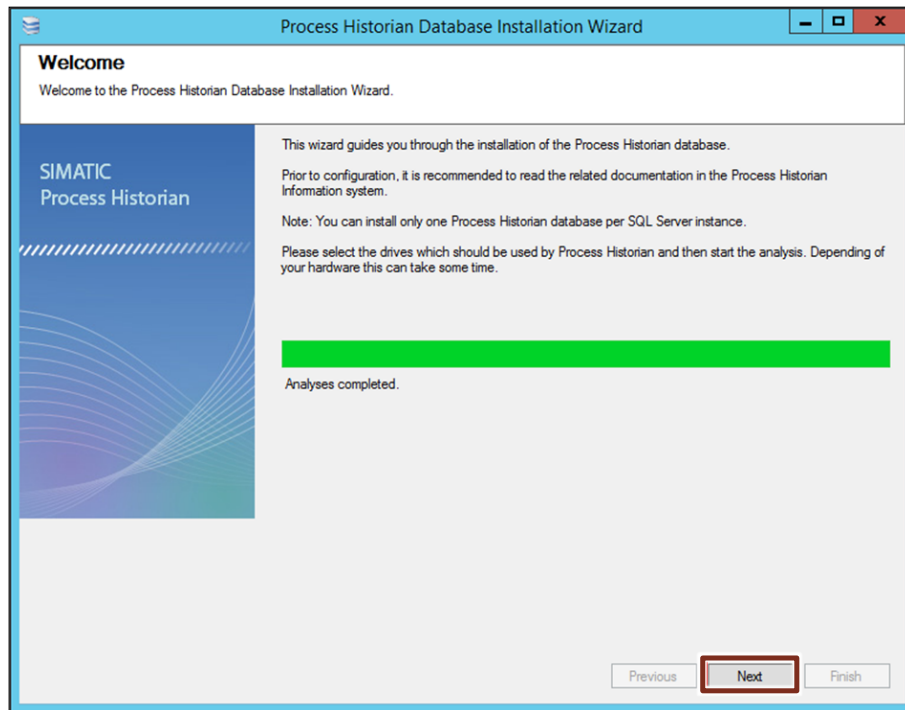 Process Historian Database Installation Wizard
Welcome
Welcome to the Process Historian Database Installation Wizard.
SIMATIC
Process Historian
This wizard guides you through the installation of the Process Historian database.
Prior to configuration, it is recommended to read the related documentation in the Process Historian
Information system.
Note: You can install only one Process Historian database per SQL Server instance.
Please select the drives which should be used by Process Historian and then start the analysis. Depending of
your hardware this can take some time.
Analyses completed.
Previous
Next
Finish